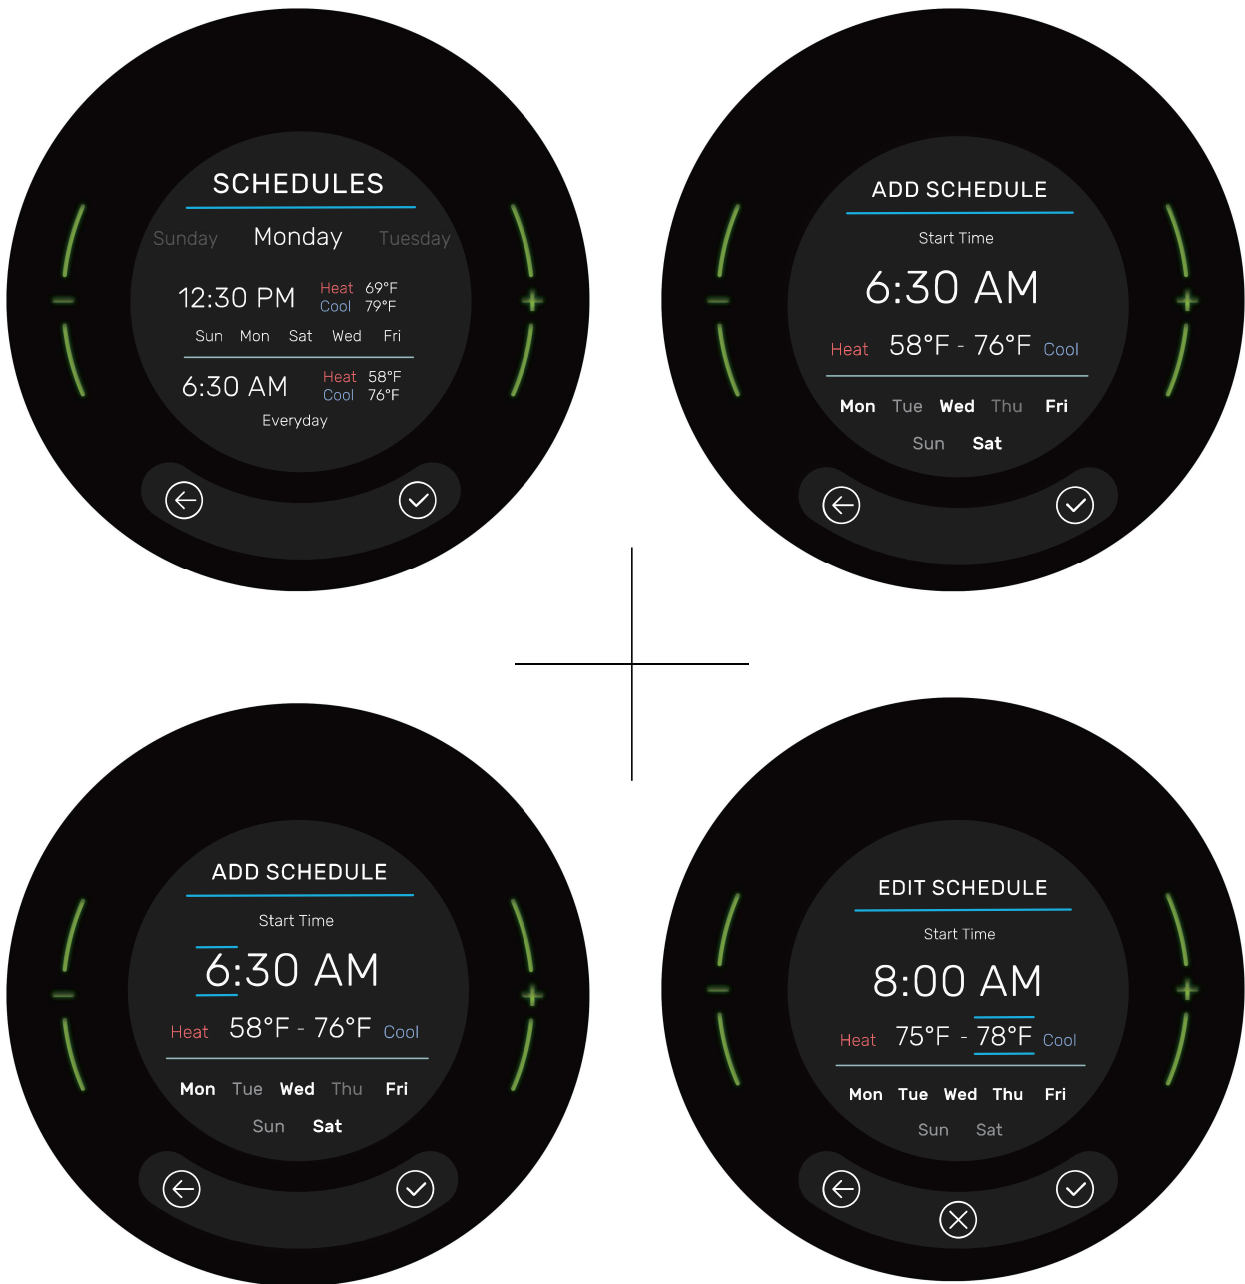 SCHEDULES
Sunday Monday Tuesday
12:30 PM Heat 69°F
Cool 79°F
Sun Mon Sat Wed Fri
6:30 AM Heat 58°F
Cool 76°F
Everyday
ADD SCHEDULE
Start Time
6:30 AM
Heat 58°F - 76°F Cool
Mon Tue Wed Thu Fri
Sun Sat
ADD SCHEDULE
Start Time
6:30 AM
Heat 58°F - 76°F Cool
Mon Tue Wed Thu Fri
Sun Sat
EDIT SCHEDULE
Start Time
8:00 AM
Heat 75°F - 78°F Cool
Mon Tue Wed Thu Fri
Sun Sat